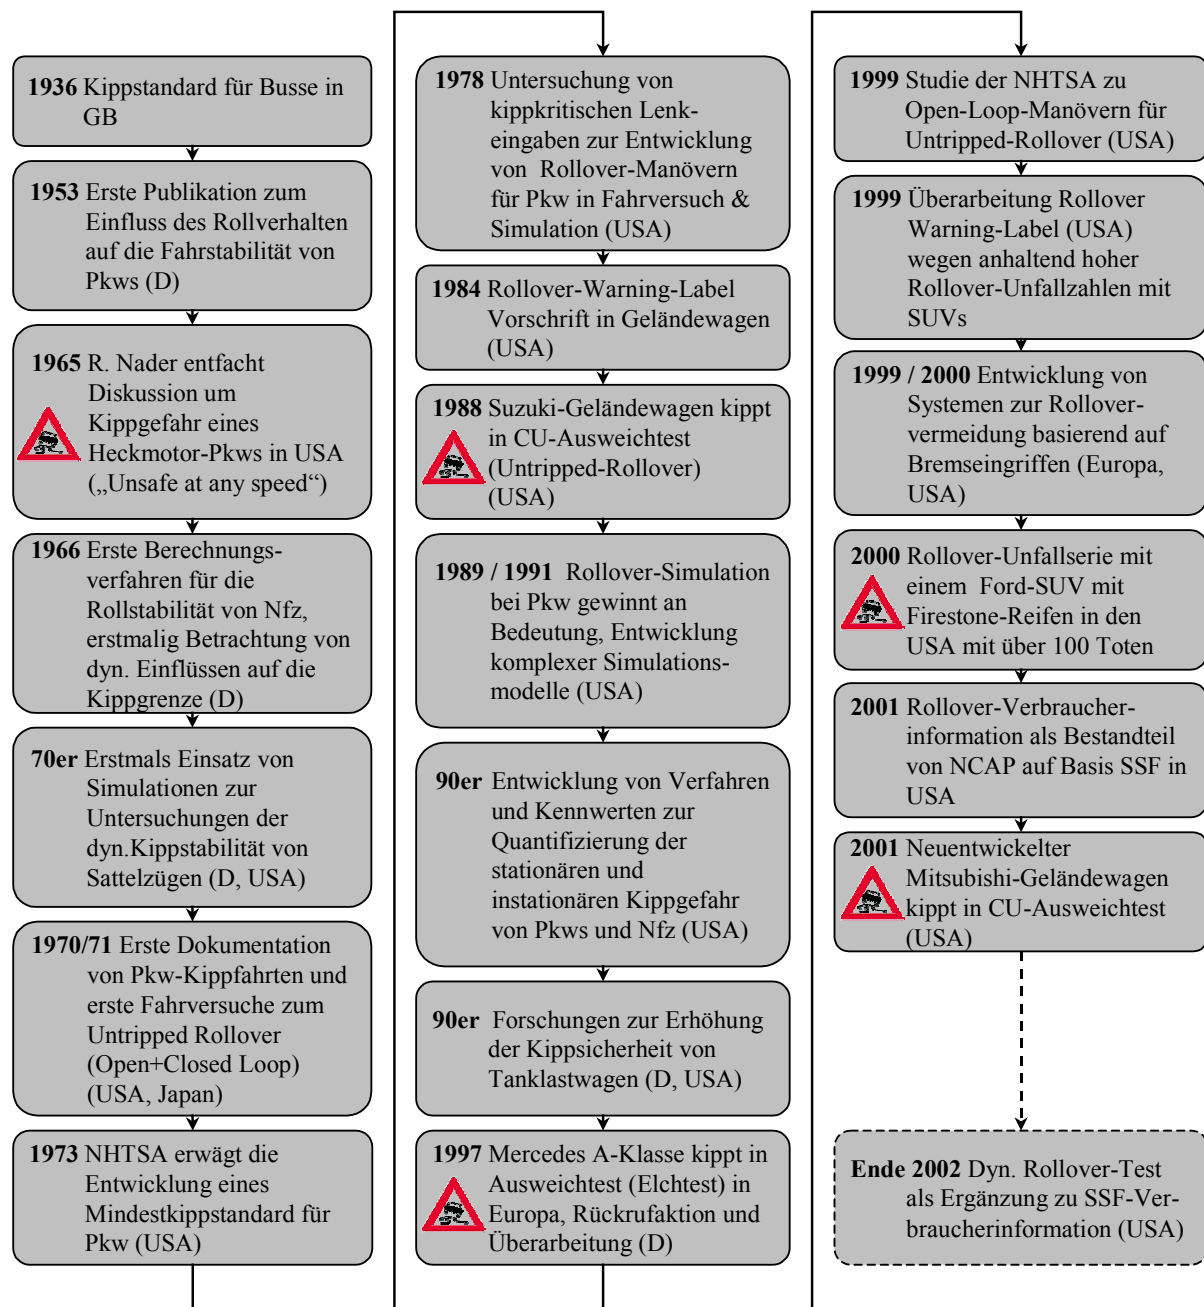 1936 Kippstandard für Busse in
GB
1953 Erste Publikation zum
Einfluss des Rollverhalten
auf die Fahrstabilität von
Pkws (D)
1965 R. Nader entfacht
Diskussion um
Kippgefahr eines
Heckmotor-Pkws in USA
(„Unsafe at any speed“)
1966 Erste Berechnungs-
verfahren für die
Rollstabilität von Nfz,
erstmalig Betrachtung von
dyn. Einflüssen auf die
Kippgrenze (D)
70er Erstmals Einsatz von
Simulationen zur
Untersuchungen der
dyn.Kippstabilität von
Sattelzügen (D, USA)
1970/71 Erste Dokumentation
von Pkw-Kippfahrten und
erste Fahrversuche zum
Untripped Rollover
(Open+Closed Loop)
(USA, Japan)
1973 NHTSA erwägt die
Entwicklung eines
Mindestkippstandard für
Pkw (USA)
1978 Untersuchung von
kippkritischen Lenk-
eingaben zur Entwicklung
von Rollover-Manövern
für Pkw in Fahrversuch &
Simulation (USA)
1984 Rollover-Warning-Label
Vorschrift in Geländewagen
(USA)
1988 Suzuki-Geländewagen kippt
in CU-Ausweichtest
(Untripped-Rollover)
(USA)
1989 / 1991 Rollover-Simulation
bei Pkw gewinnt an
Bedeutung, Entwicklung
komplexer Simulations-
modelle (USA)
90er Entwicklung von Verfahren
und Kennwerten zur
Quantifizierung der
stationären und
instationären Kippgefahr
von Pkws und Nfz (USA)
90er Forschungen zur Erhöhung
der Kippsicherheit von
Tanklastwagen (D, USA)
1997 Mercedes A-Klasse kippt in
Ausweichtest (Elchtest) in
Europa, Rückrufaktion und
Überarbeitung (D)
1999 Studie der NHTSA zu
Open-Loop-Manövern für
Untripped-Rollover (USA)
1999 Überarbeitung Rollover
Warning-Label (USA)
wegen anhaltend hoher
Rollover-Unfallzahlen mit
SUVs
1999 / 2000 Entwicklung von
Systemen zur Rollover-
vermeidung basierend auf
Bremseingriffen (Europa,
USA)
2000 Rollover-Unfallserie mit
einem Ford-SUV mit
Firestone-Reifen in den
USA mit über 100 Toten
2001 Rollover-Verbraucher-
information als Bestandteil
von NCAP auf Basis SSF in
USA
2001 Neuentwickelter
Mitsubishi-Geländewagen
kippt in CU-Ausweichtest
(USA)
Ende 2002 Dyn. Rollover-Test
als Ergänzung zu SSF-Ver-
braucherinformation (USA)